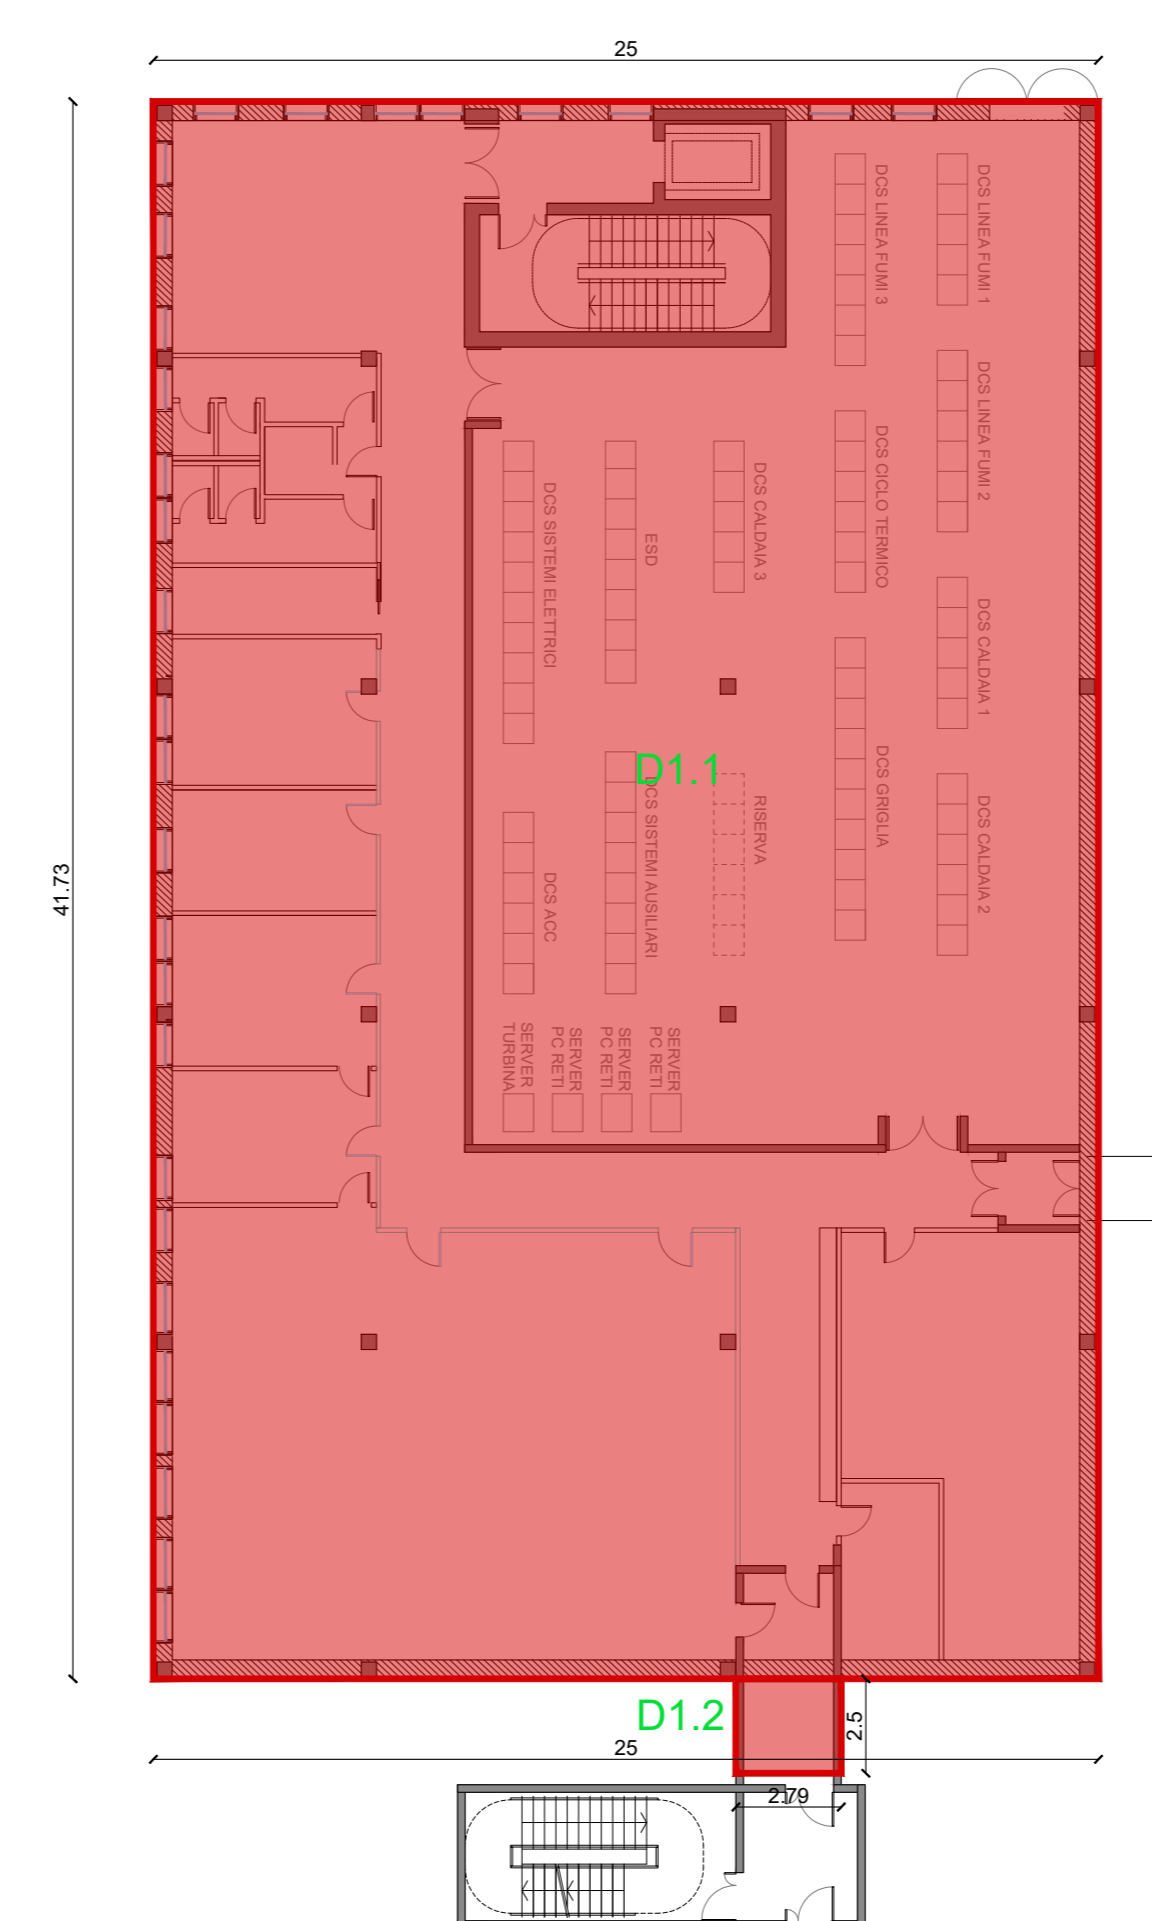 25
DCS LINEA FUMI 3
DCS LINEA FUMI 1
DCS LINEA FUMI 2
DCS CICLO TERMICO
DCS CALDAIA 3
ESD
DCS SISTEMI ELETTRICI
DCS CALDAIA 1
D1.1
DCS GRIGLIA
DCS CALDAIA 2
RISERVA
DCS SISTEMI AUSILIARI
DCS ACC
41.73
SERVER
TURBINA
SERVER
PC RETI
SERVER
PC RETI
SERVER
PC RETI
D1.2
2.5
25
2.79